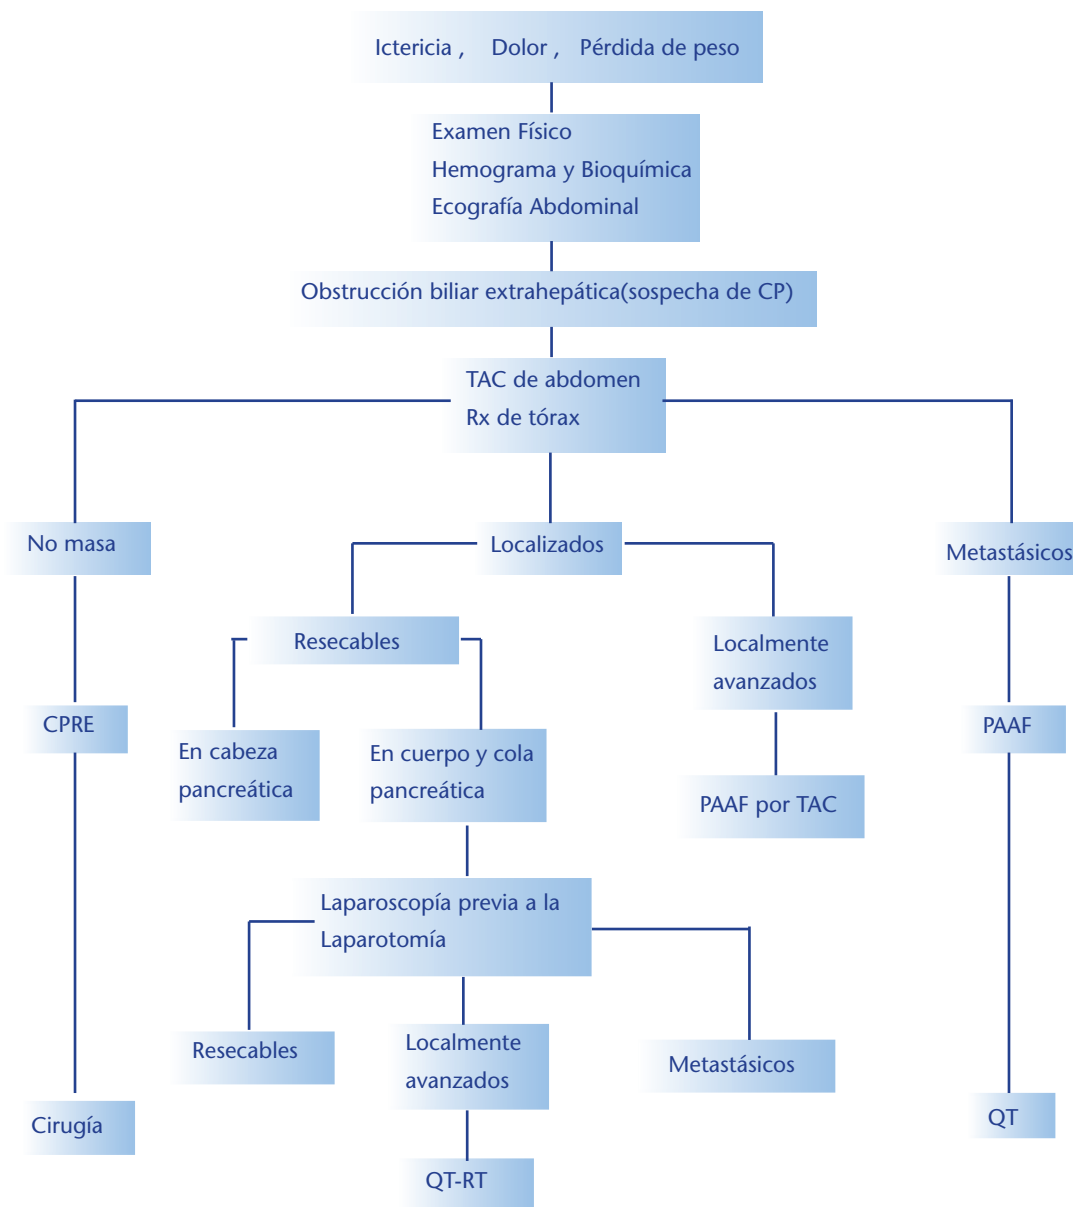 Ictericia , Dolor , Pérdida de peso
Examen Físico
Hemograma y Bioquímica
Ecografía Abdominal
Obstrucción biliar extrahepática(sospecha de CP)
TAC de abdomen
Rx de tórax
No masa
Localizados
Metastásicos
Resecables
Localmente
avanzados
CPRE
En cabeza
pancreática
En cuerpo y cola
pancreática
PAAF por TAC
PAAF
Laparoscopía previa a la
Laparotomía
Resecables
Localmente
avanzados
Metastásicos
Cirugía
QT-RT
QT